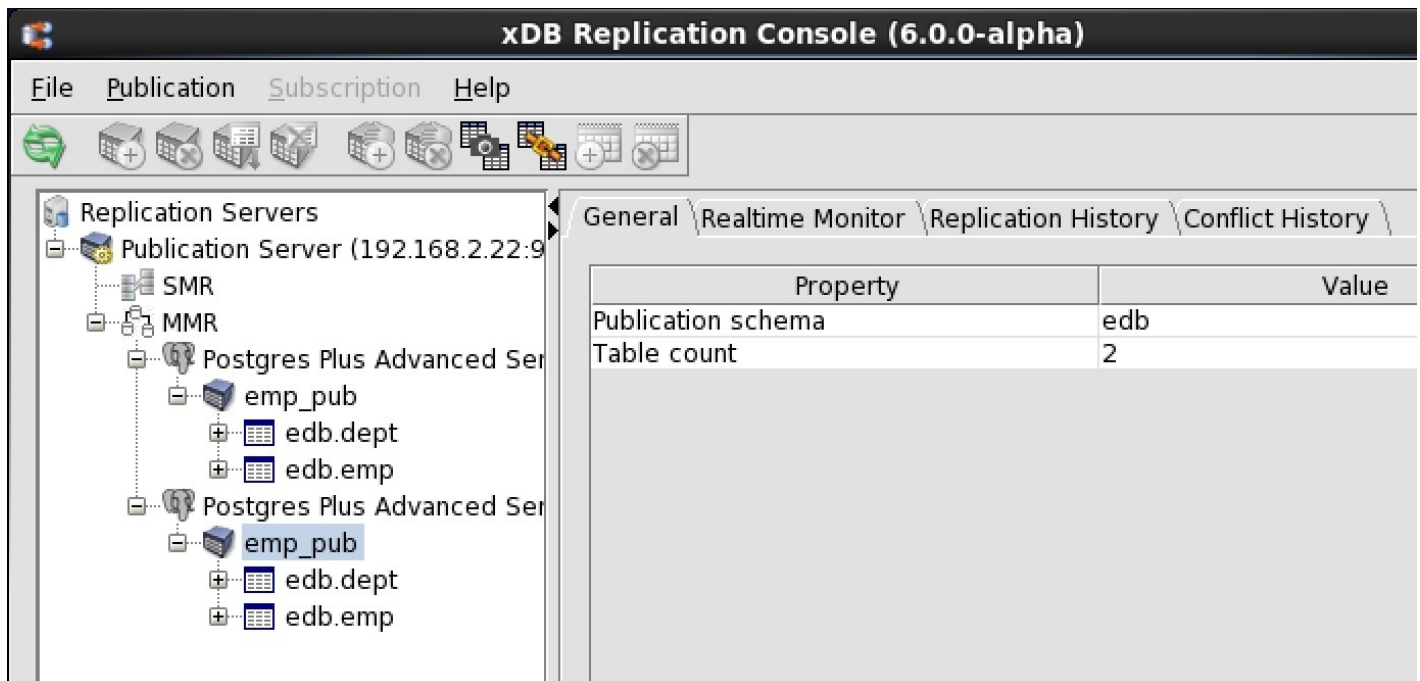 xDB Replication Console (6.0.0-alpha)
File Publication Subscription Help
Replication Servers
Publication Server (192.168.2.22:9
SMR
MMR
Postgres Plus Advanced Ser
emp_pub
edb.dept
edb.emp
Postgres Plus Advanced Ser
emp_pub
edb.dept
edb.emp
General Realtime Monitor Replication History Conflict History
Property Value
Publication schema edb
Table count 2